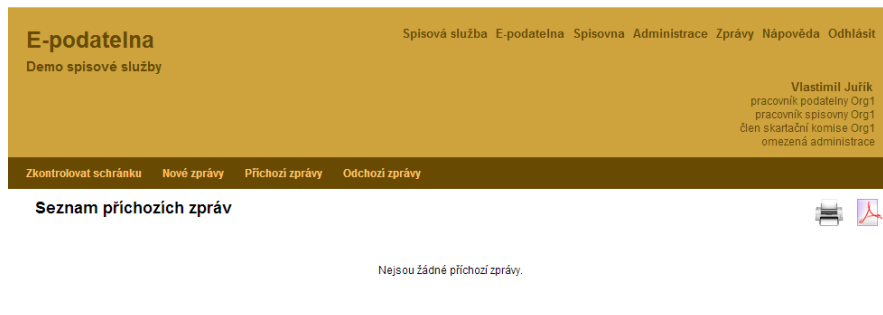 E-podatelna
Spisová služba E-podatelna Spisovna Administrace Zprávy Nápověda Odhlásit
Demo spisové služby
Vlastimil Juřík
pracovník podatelny Org1
pracovník spisovny Org1
člen skartační komise Org1
omezená administrace
Zkontrolovat schránku Nové zprávy Příchozí zprávy Odchozí zprávy
Seznam příchozích zpráv
Nejsou žádné příchozí zprávy.